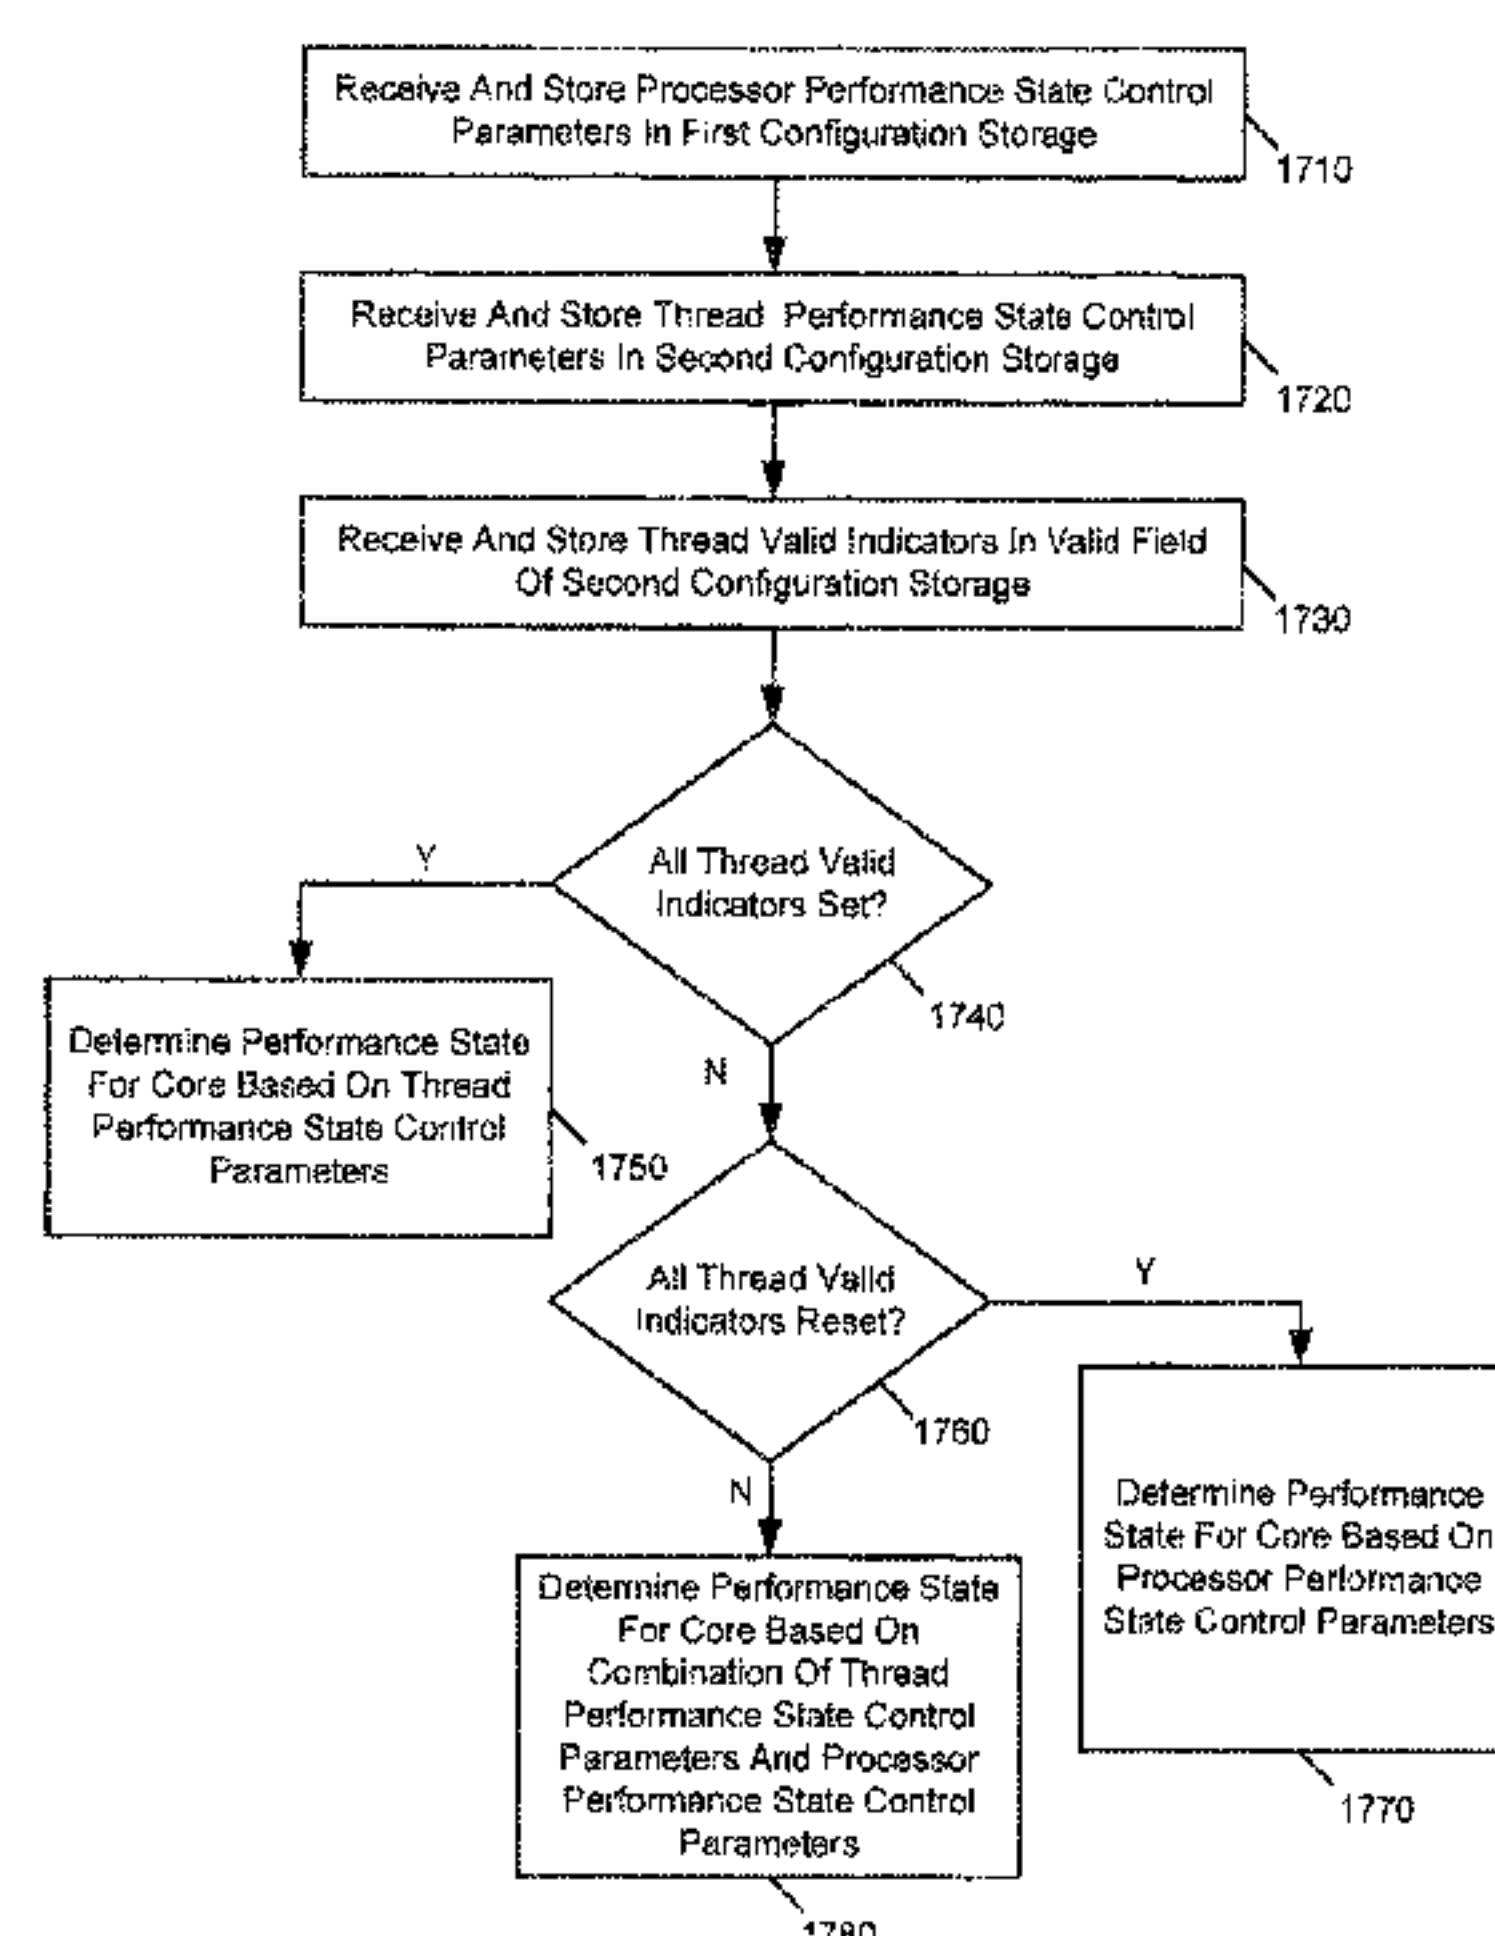 Receive And Store Processor Performance State Control
Parameters In First Configuration Storage
1710
Receive And Store Thread Performance State Control
Parameters In Second Configuration Storage
1720
Receive And Store Thread Valid Indicators In Valid Field
Of Second Configuration Storage
1730
All Thread Valid
Indicators Set?
Y
1740
N
Determine Performance State
For Core Based On Thread
Performance State Control
Parameters
1750
All Thread Valid
Indicators Reset?
Y
1760
N
Determine Performance
State For Core Based On
Processor Performance
State Control Parameters
1770
Determine Performance State
For Core Based On
Combination Of Thread
Performance State Control
Parameters And Processor
Performance State Control
Parameters
1780